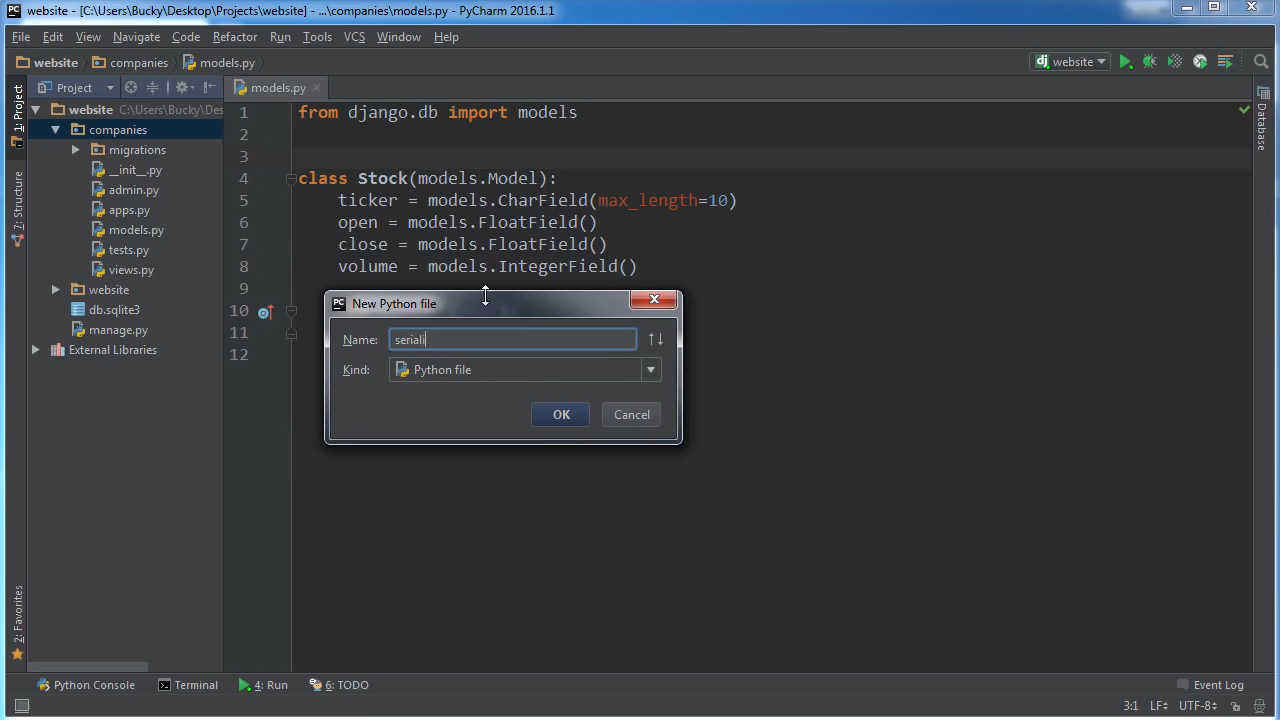 website - [C:\Users\Bucky\Desktop\Projects\website] - ...\companies\models.py - PyCharm 2016.1.1
File Edit View Navigate Code Refactor Run Tools VCS Window Help
website companies models.py
dj website
Project models.py
1: Project
7: Structure
2: Favorites
Database
website C:\Users\Bucky\Des
companies
migrations
__init__.py
admin.py
apps.py
models.py
tests.py
views.py
website
db.sqlite3
manage.py
External Libraries
1 from django.db import models
2
3
4 class Stock(models.Model):
5 ticker = models.CharField(max_length=10)
6 open = models.FloatField()
7 close = models.FloatField()
8 volume = models.IntegerField()
9
10
11
12
PC New Python file
Name: seriali
Kind: Python file
OK Cancel
Python Console Terminal 4: Run 6: TODO Event Log
3:1 LF UTF-8